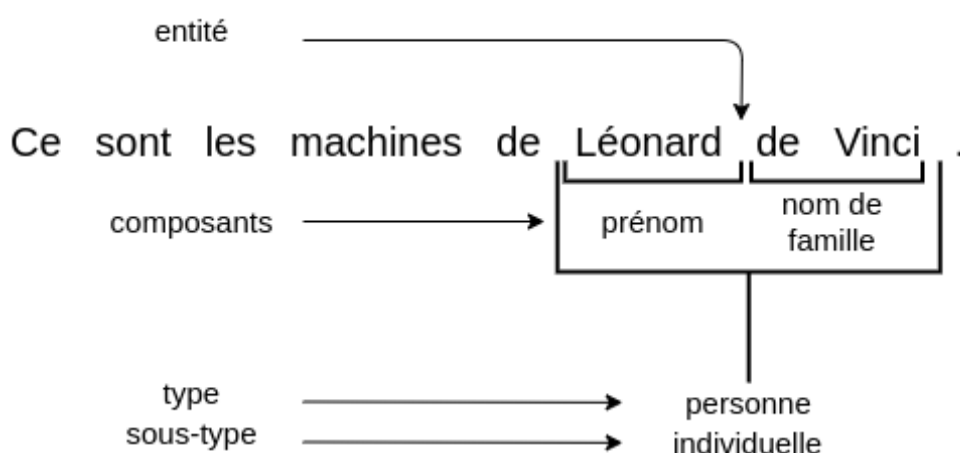 entité
Ce sont les machines de Léonard de Vinci .
composants prénom nom de famille
type personne
sous-type individuelle